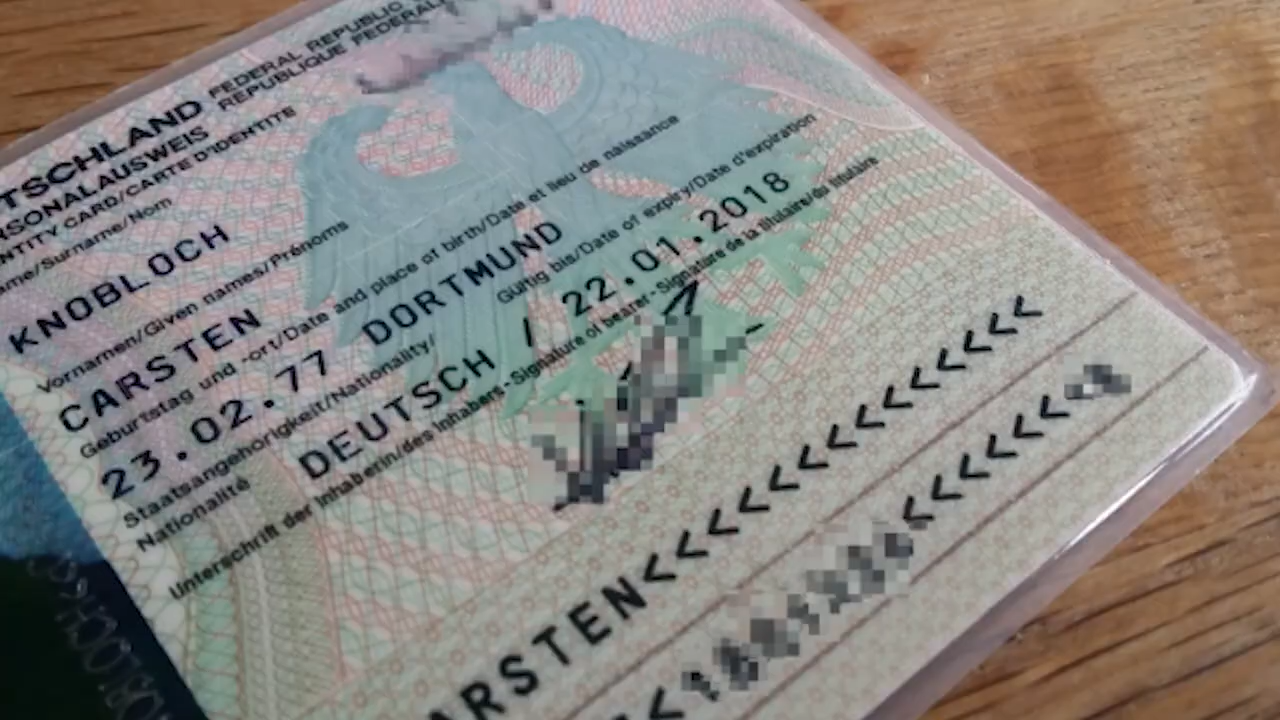 TSCHLAND FEDERAL REPUBLIC
RSONALAUSWEIS REPUBLIQUE FEDERAL
NTITY CARD/CARTE D'IDENTITE
ame/Surname/Nom
KNOBLOCH
Vornamen/Given names/Prénoms
CARSTEN
Geburtstag und -ort/Date and place of birth/Date et lieu de naissance
23.02.77 DORTMUND
Staatsangehörigkeit/Nationality/
Nationalité
Gültig bis/Date of expiry/Date d'expiration
DEUTSCH / 22.01.2018
Unterschrift der Inhaberin/des Inhabers-Signature of bearer-Signature de la titulaire/du titulaire
ARSTEN<<<<<<<<<<<<<